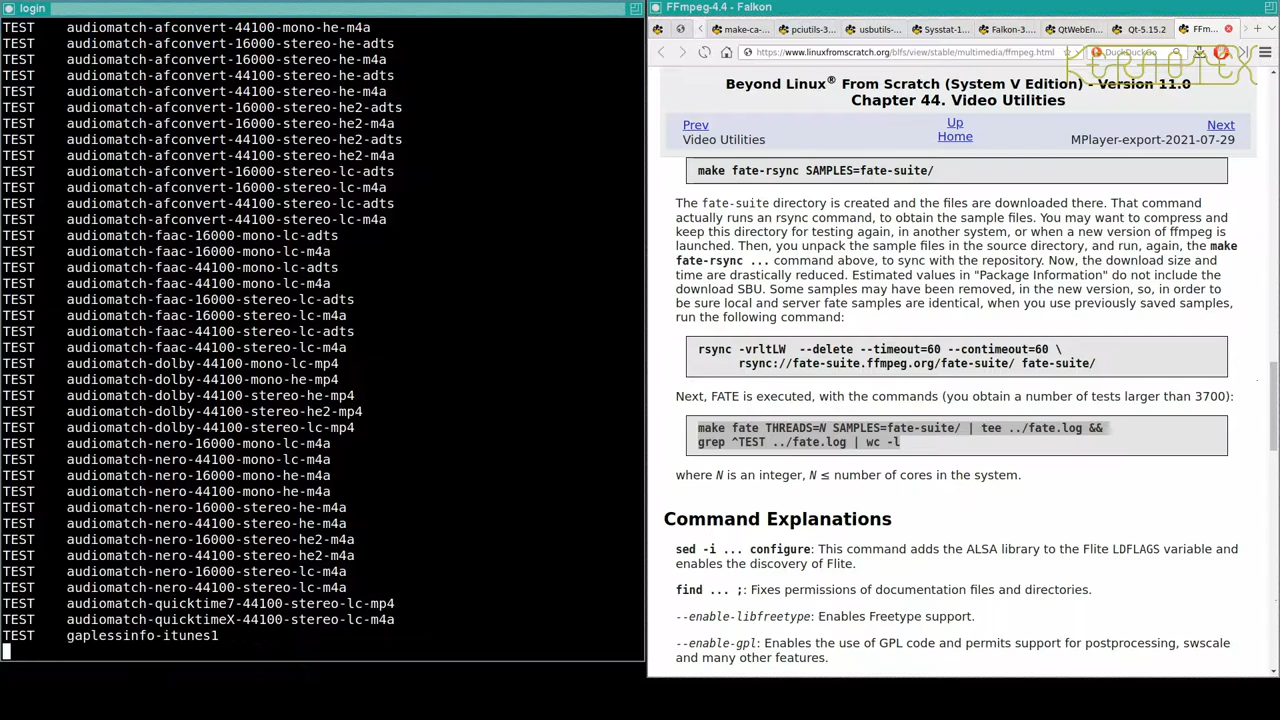 login
TEST    audiomatch-afconvert-44100-mono-he-m4a
TEST    audiomatch-afconvert-16000-stereo-he-adts
TEST    audiomatch-afconvert-16000-stereo-he-m4a
TEST    audiomatch-afconvert-44100-stereo-he-adts
TEST    audiomatch-afconvert-44100-stereo-he-m4a
TEST    audiomatch-afconvert-16000-stereo-he2-adts
TEST    audiomatch-afconvert-16000-stereo-he2-m4a
TEST    audiomatch-afconvert-44100-stereo-he2-adts
TEST    audiomatch-afconvert-44100-stereo-he2-m4a
TEST    audiomatch-afconvert-16000-stereo-lc-adts
TEST    audiomatch-afconvert-16000-stereo-lc-m4a
TEST    audiomatch-afconvert-44100-stereo-lc-adts
TEST    audiomatch-afconvert-44100-stereo-lc-m4a
TEST    audiomatch-faac-16000-mono-lc-adts
TEST    audiomatch-faac-16000-mono-lc-m4a
TEST    audiomatch-faac-44100-mono-lc-adts
TEST    audiomatch-faac-44100-mono-lc-m4a
TEST    audiomatch-faac-16000-stereo-lc-adts
TEST    audiomatch-faac-16000-stereo-lc-m4a
TEST    audiomatch-faac-44100-stereo-lc-adts
TEST    audiomatch-faac-44100-stereo-lc-m4a
TEST    audiomatch-dolby-44100-mono-lc-mp4
TEST    audiomatch-dolby-44100-mono-he-mp4
TEST    audiomatch-dolby-44100-stereo-he-mp4
TEST    audiomatch-dolby-44100-stereo-he2-mp4
TEST    audiomatch-dolby-44100-stereo-lc-mp4
TEST    audiomatch-nero-16000-mono-lc-m4a
TEST    audiomatch-nero-44100-mono-lc-m4a
TEST    audiomatch-nero-16000-mono-he-m4a
TEST    audiomatch-nero-44100-mono-he-m4a
TEST    audiomatch-nero-16000-stereo-he-m4a
TEST    audiomatch-nero-44100-stereo-he-m4a
TEST    audiomatch-nero-16000-stereo-he2-m4a
TEST    audiomatch-nero-44100-stereo-he2-m4a
TEST    audiomatch-nero-16000-stereo-lc-m4a
TEST    audiomatch-nero-44100-stereo-lc-m4a
TEST    audiomatch-quicktime7-44100-stereo-lc-mp4
TEST    audiomatch-quicktimeX-44100-stereo-lc-m4a
TEST    gaplessinfo-itunes1
FFmpeg-4.4 - Falkon
make-ca-... pciutils-3... usbutils-... Sysstat-1... Falkon-3.... QtWebEn... Qt-5.15.2 FFm...
https://www.linuxfromscratch.org/blfs/view/stable/multimedia/ffmpeg.html DuckDuckGo
KERNOTEX
Beyond Linux® From Scratch (System V Edition) - Version 11.0
Chapter 44. Video Utilities
Prev Up Next
Video Utilities Home MPlayer-export-2021-07-29
make fate-rsync SAMPLES=fate-suite/
The fate-suite directory is created and the files are downloaded there. That command
actually runs an rsync command, to obtain the sample files. You may want to compress and
keep this directory for testing again, in another system, or when a new version of ffmpeg is
launched. Then, you unpack the sample files in the source directory, and run, again, the make
fate-rsync ... command above, to sync with the repository. Now, the download size and
time are drastically reduced. Estimated values in "Package Information" do not include the
download SBU. Some samples may have been removed, in the new version, so, in order to
be sure local and server fate samples are identical, when you use previously saved samples,
run the following command:
rsync -vrltLW  --delete --timeout=60 --contimeout=60 \
rsync://fate-suite.ffmpeg.org/fate-suite/ fate-suite/
Next, FATE is executed, with the commands (you obtain a number of tests larger than 3700):
make fate THREADS=N SAMPLES=fate-suite/ | tee ../fate.log &&
grep ^TEST ../fate.log | wc -l
where N is an integer, N ≤ number of cores in the system.
Command Explanations
sed -i ... configure: This command adds the ALSA library to the Flite LDFLAGS variable and
enables the discovery of Flite.
find ... ;: Fixes permissions of documentation files and directories.
--enable-libfreetype: Enables Freetype support.
--enable-gpl: Enables the use of GPL code and permits support for postprocessing, swscale
and many other features.